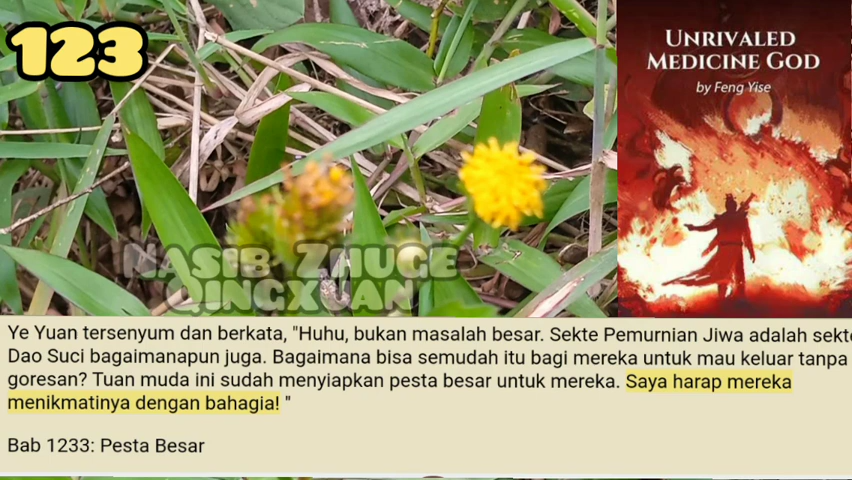 123
UNRIVALED
MEDICINE GOD
by Feng Yise
NASIB ZHUGE
QINGXUAN
Ye Yuan tersenyum dan berkata, "Huhu, bukan masalah besar. Sekte Pemurnian Jiwa adalah sekte
Dao Suci bagaimanapun juga. Bagaimana bisa semudah itu bagi mereka untuk mau keluar tanpa
goresan? Tuan muda ini sudah menyiapkan pesta besar untuk mereka. Saya harap mereka
menikmatinya dengan bahagia! "
Bab 1233: Pesta Besar